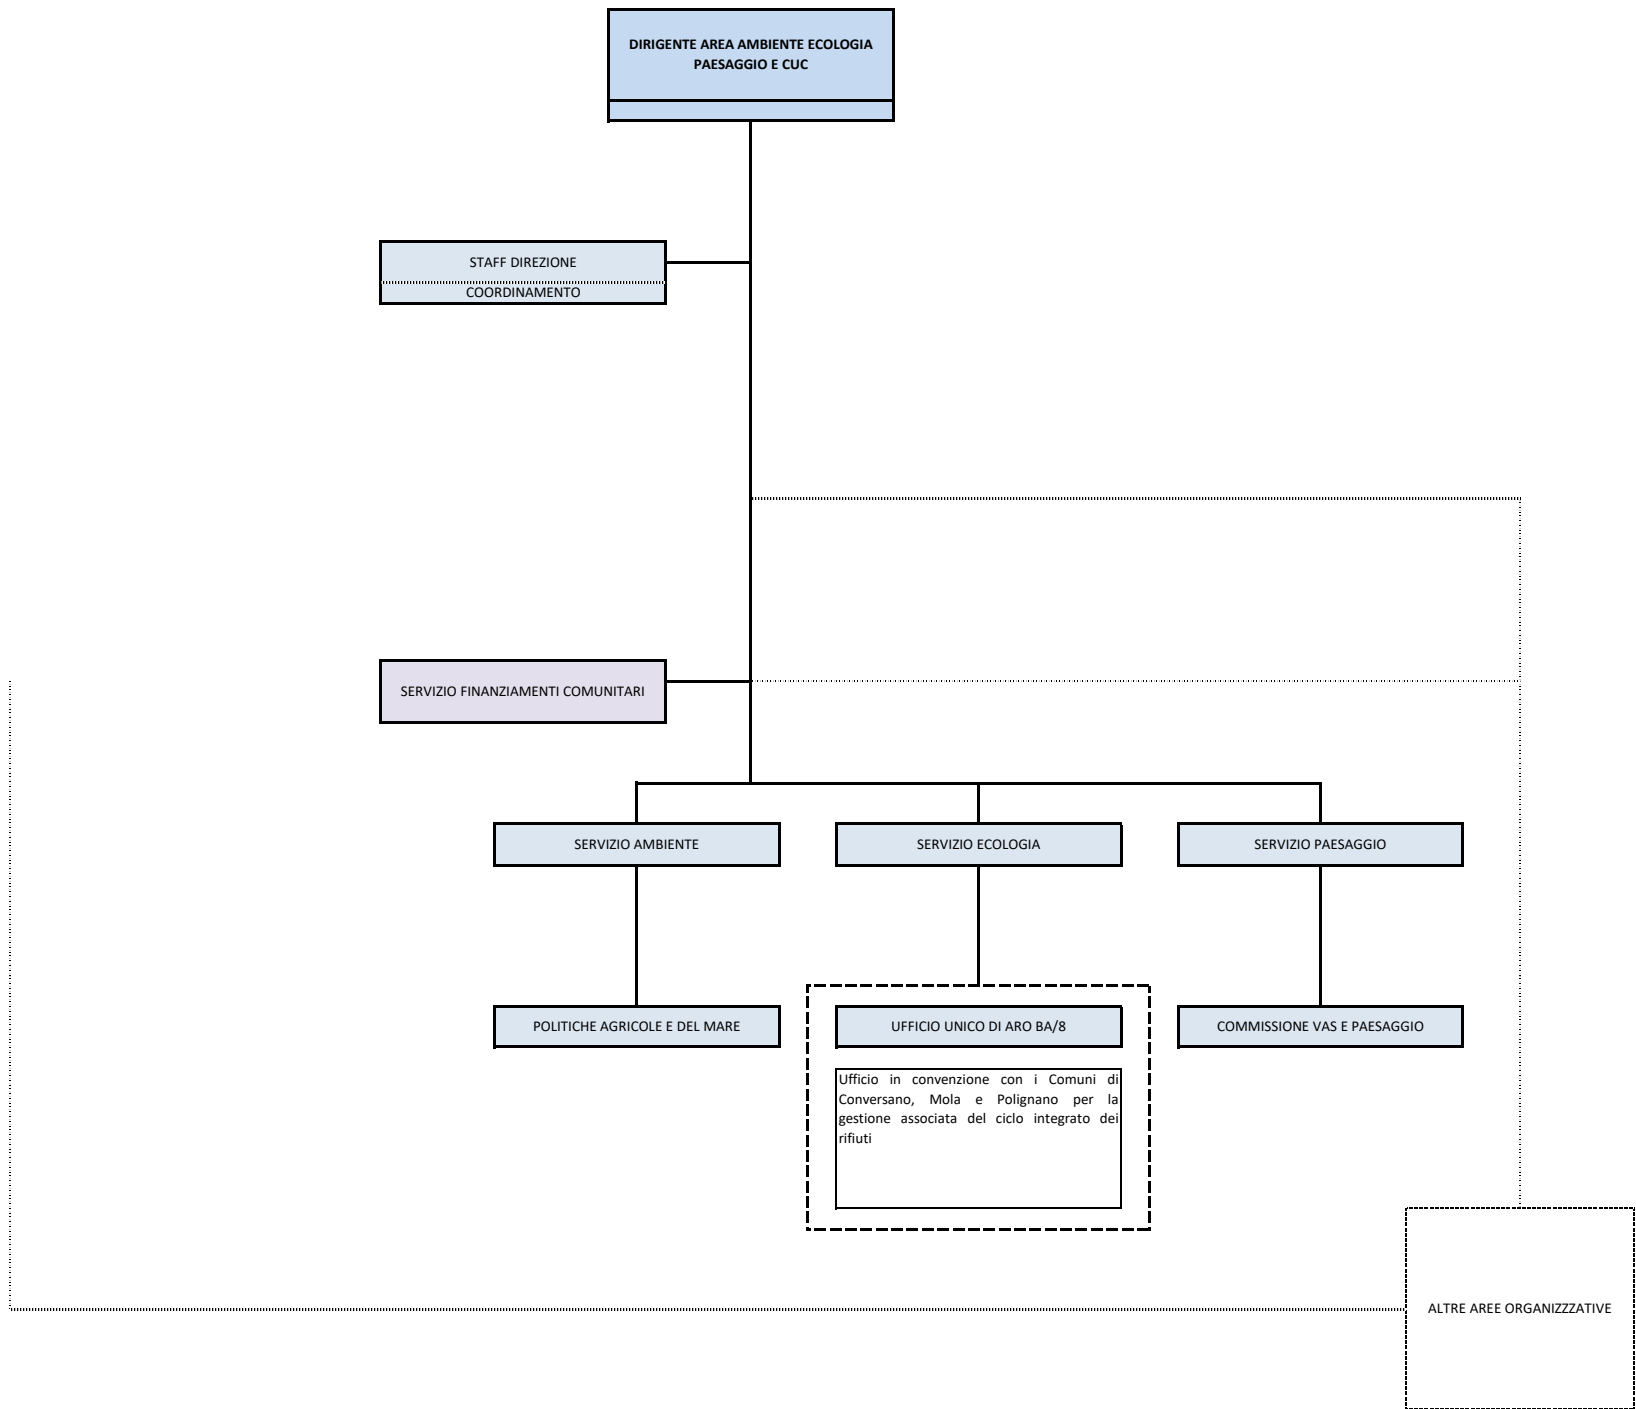 DIRIGENTE AREA AMBIENTE ECOLOGIA
PAESAGGIO E CUC
STAFF DIREZIONE
COORDINAMENTO
SERVIZIO FINANZIAMENTI COMUNITARI
SERVIZIO AMBIENTE
SERVIZIO ECOLOGIA
SERVIZIO PAESAGGIO
POLITICHE AGRICOLE E DEL MARE
UFFICIO UNICO DI ARO BA/8
COMMISSIONE VAS E PAESAGGIO
Ufficio in convenzione con i Comuni di
Conversano, Mola e Polignano per la
gestione associata del ciclo integrato dei
rifiuti
ALTRE AREE ORGANIZZZATIVE